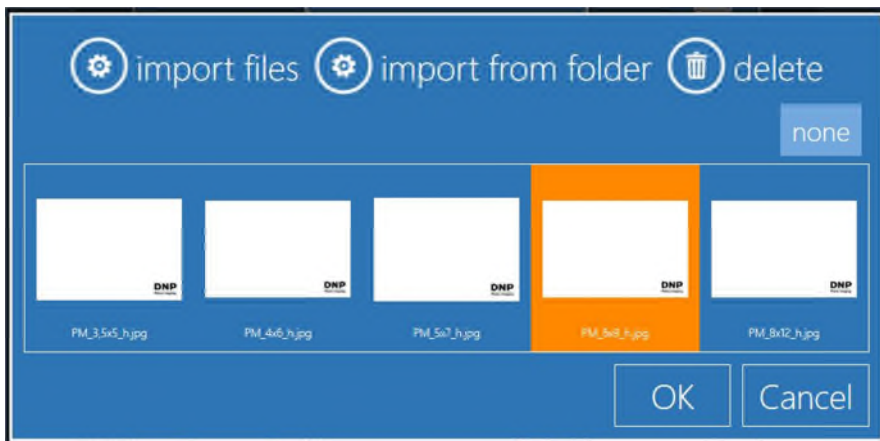 import files import from folder delete
none
DNP
DNP
DNP
DNP
DNP
PM_3,5x5_h.jpg
PM_4x6_h.jpg
PM_5x7_h.jpg
PM_6x8_h.jpg
PM_8x12_h.jpg
OK Cancel